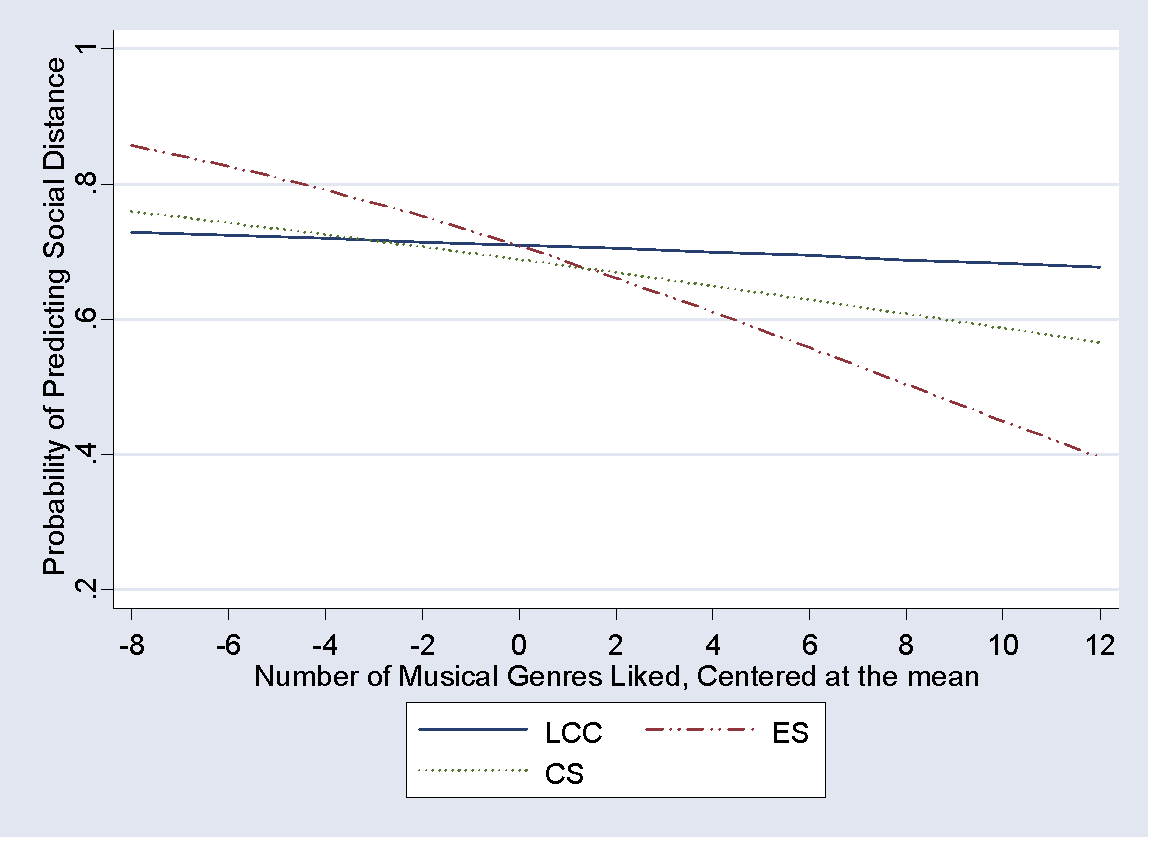 Probability of Predicting Social Distance
1
.8
.6
.4
.2
-8 -6 -4 -2 0 2 4 6 8 10 12
Number of Musical Genres Liked, Centered at the mean
LCC ES
CS